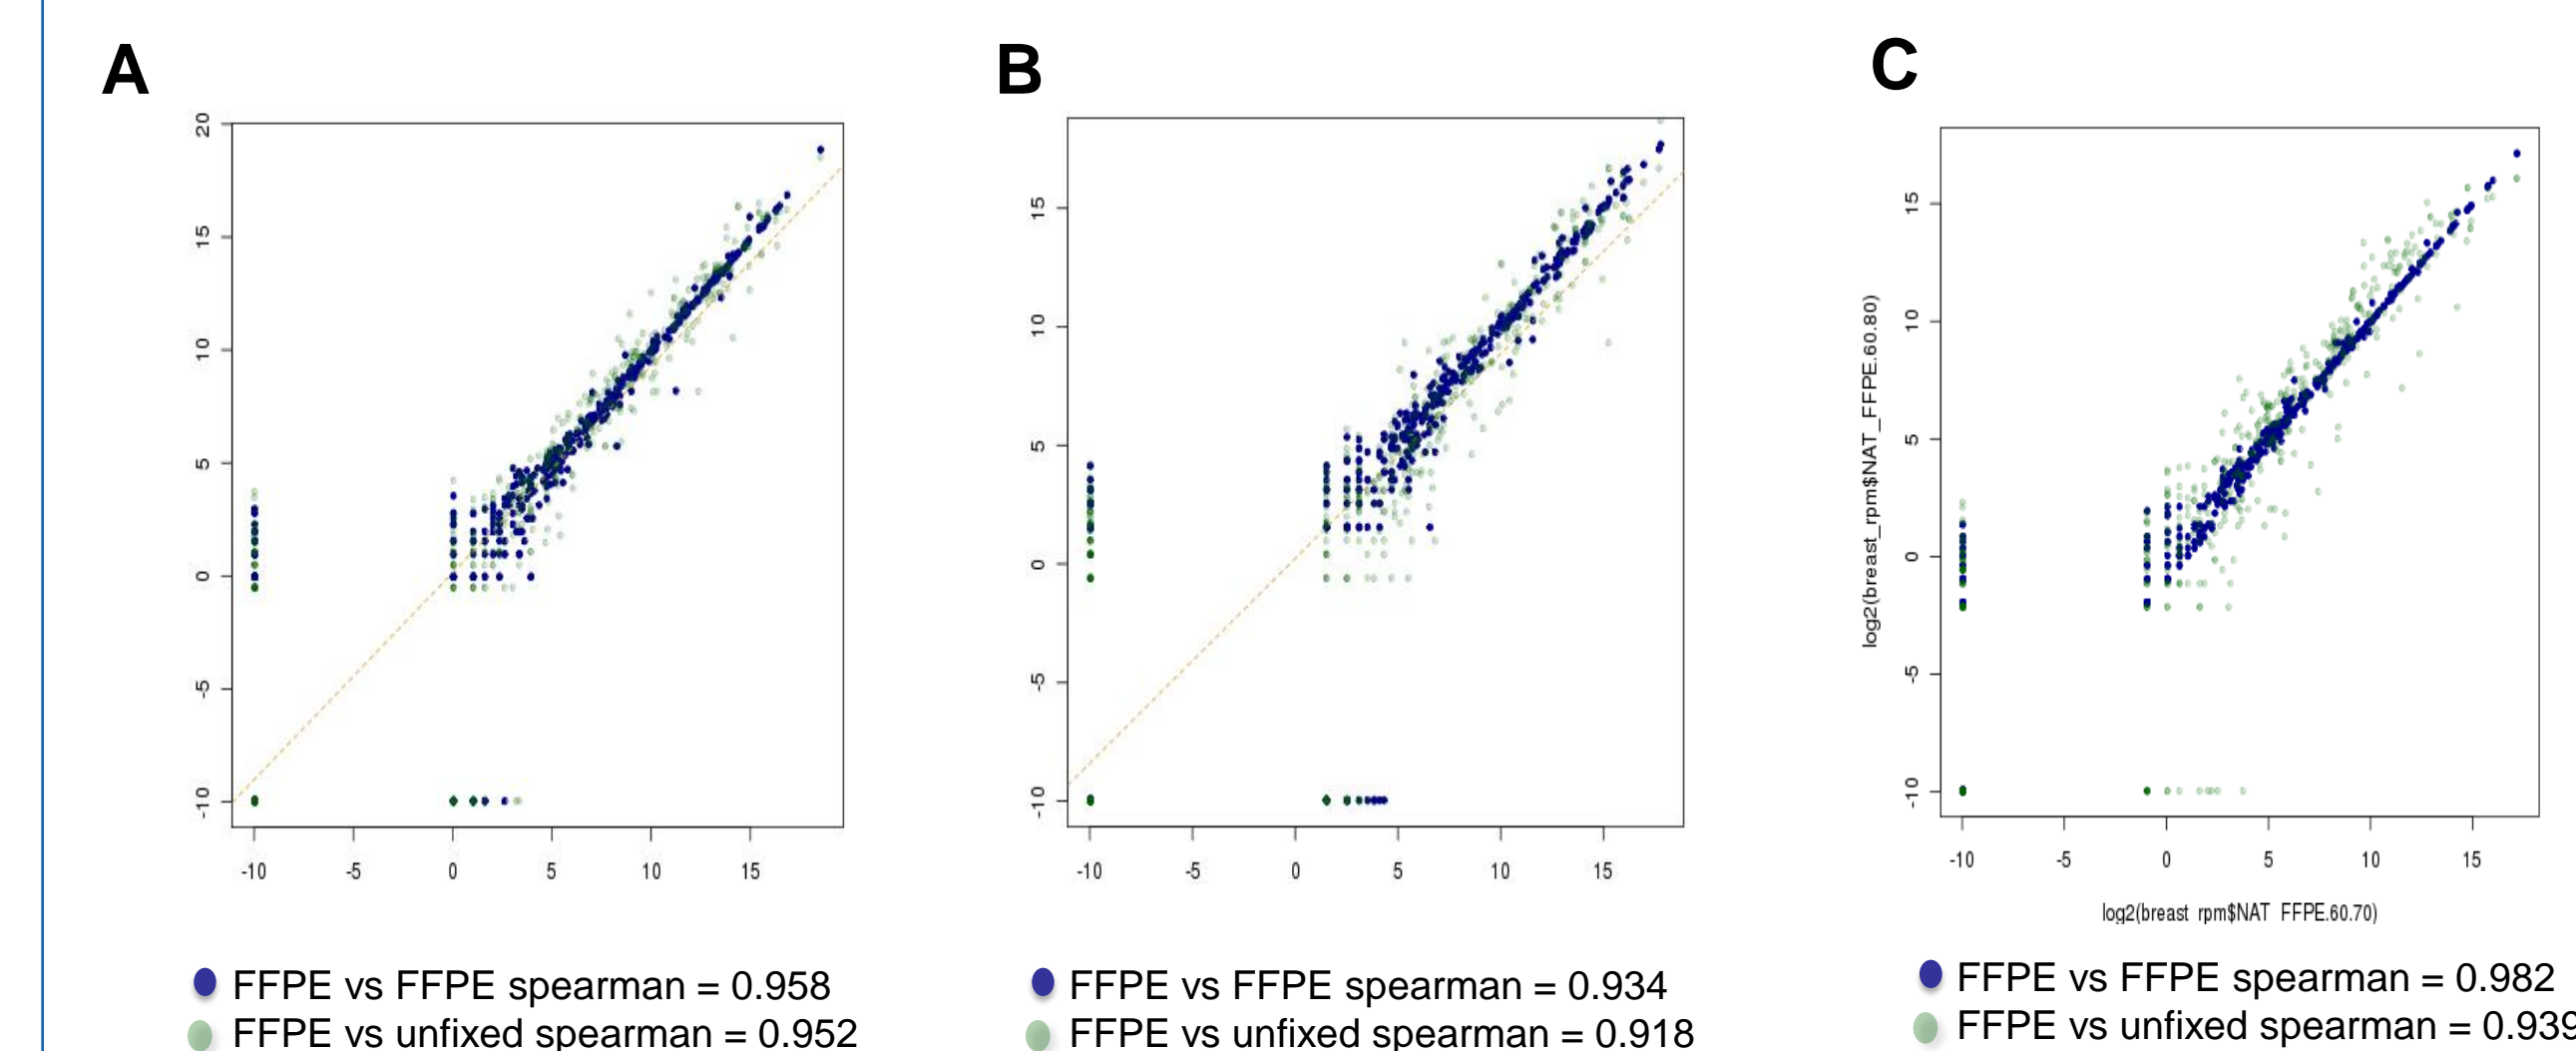 A
B
C
20
15
10
5
0
-5
-10
-10 -5 0 5 10 15
15
10
5
0
-5
-10
-10 -5 0 5 10 15
log2(breast_rpm$NAT_FFPE.60.80)
15
10
5
0
-5
-10
-10 -5 0 5 10 15
log2(breast rpm$NAT FFPE.60.70)
FFPE vs FFPE spearman = 0.958
FFPE vs unfixed spearman = 0.952
FFPE vs FFPE spearman = 0.934
FFPE vs unfixed spearman = 0.918
FFPE vs FFPE spearman = 0.982
FFPE vs unfixed spearman = 0.939